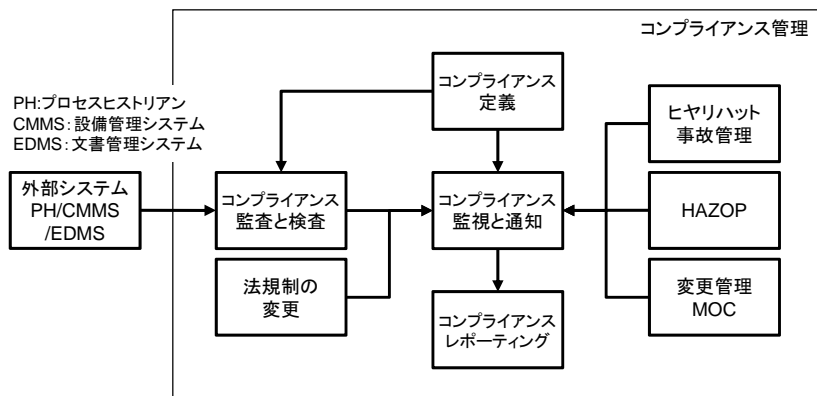 コンプライアンス管理
PH:プロセスヒストリアン
CMMS:設備管理システム
EDMS:文書管理システム
外部システム
PH/CMMS
/EDMS
コンプライアンス
定義
コンプライアンス
監査と検査
法規制の
変更
コンプライアンス
監視と通知
コンプライアンス
レポーティング
ヒヤリハット
事故管理
HAZOP
変更管理
MOC